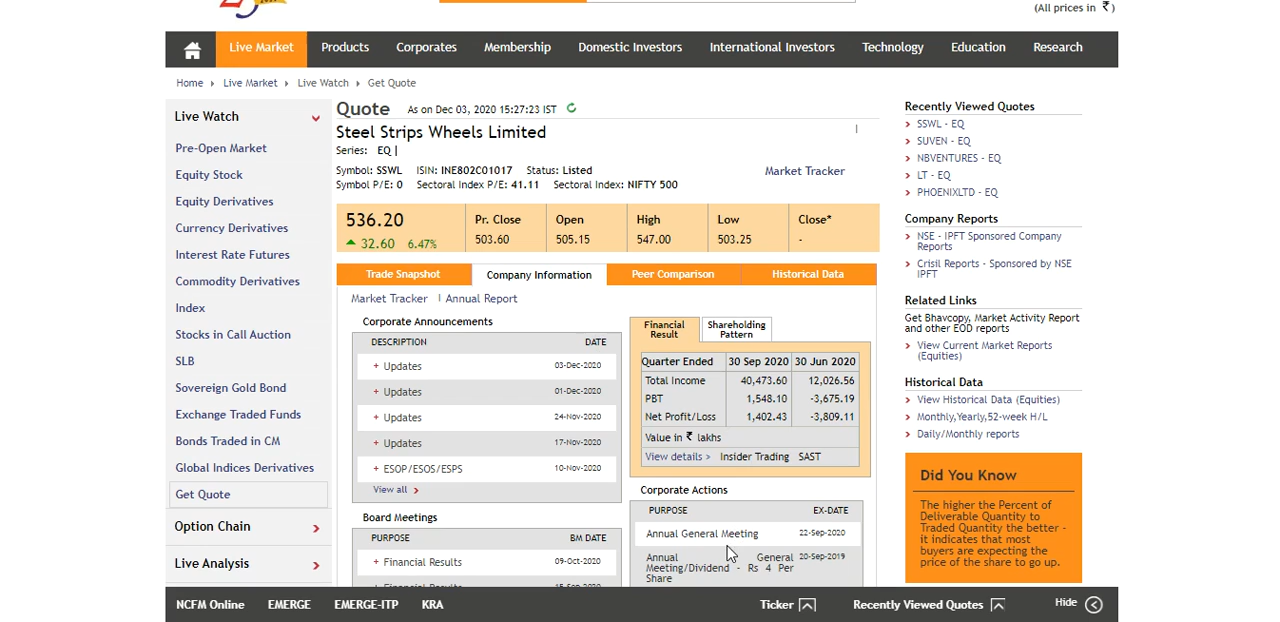 (All prices in ₹)
Live Market
Products
Corporates
Membership
Domestic Investors
International Investors
Technology
Education
Research
Home
Live Market
Live Watch
Get Quote
Live Watch
Pre-Open Market
Equity Stock
Equity Derivatives
Currency Derivatives
Interest Rate Futures
Commodity Derivatives
Index
Stocks in Call Auction
SLB
Sovereign Gold Bond
Exchange Traded Funds
Bonds Traded in CM
Global Indices Derivatives
Get Quote
Option Chain
Live Analysis
Quote As on Dec 03, 2020 15:27:23 IST
Steel Strips Wheels Limited
Series: EQ |
Symbol: SSWL ISIN: INE802C01017 Status: Listed
Symbol P/E: 0 Sectoral Index P/E: 41.11 Sectoral Index: NIFTY 500
|
Market Tracker
536.20 Pr. Close Open High Low Close*
32.60 6.47% 503.60 505.15 547.00 503.25 -
Trade Snapshot
Company Information
Peer Comparison
Historical Data
Market Tracker | Annual Report
Corporate Announcements
DESCRIPTION DATE
+ Updates 03-Dec-2020
+ Updates 01-Dec-2020
+ Updates 24-Nov-2020
+ Updates 17-Nov-2020
+ ESOP/ESOS/ESPS 10-Nov-2020
View all
Board Meetings
PURPOSE BM DATE
+ Financial Results 09-Oct-2020
Financial
Result
Shareholding
Pattern
Quarter Ended 30 Sep 2020 30 Jun 2020
Total Income 40,473.60 12,026.56
PBT 1,548.10 -3,675.19
Net Profit/Loss 1,402.43 -3,809.11
Value in ₹ lakhs
View details > Insider Trading SAST
Corporate Actions
PURPOSE EX-DATE
Annual General Meeting 22-Sep-2020
Annual General 20-Sep-2019
Meeting/Dividend - Rs 4 Per
Share
Recently Viewed Quotes
SSWL - EQ
SUVEN - EQ
NBVENTURES - EQ
LT - EQ
PHOENIXLTD - EQ
Company Reports
NSE - IPFT Sponsored Company
Reports
Crisil Reports - Sponsored by NSE
IPFT
Related Links
Get Bhavcopy, Market Activity Report
and other EOD reports
View Current Market Reports
(Equities)
Historical Data
View Historical Data (Equities)
Monthly,Yearly,52-week H/L
Daily/Monthly reports
Did You Know
The higher the Percent of
Deliverable Quantity to
Traded Quantity the better -
it indicates that most
buyers are expecting the
price of the share to go up.
NCFM Online
EMERGE
EMERGE-ITP
KRA
Ticker
Recently Viewed Quotes
Hide